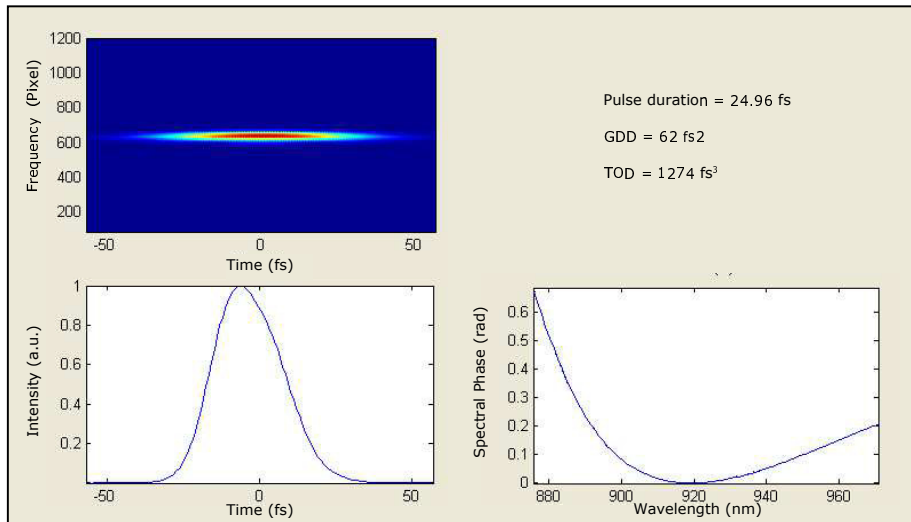 1200
1000
800
600
400
200
Frequency (Pixel)
-50 0 50
Time (fs)
Pulse duration = 24.96 fs
GDD = 62 fs2
TOD = 1274 fs³
1
0.8
0.6
0.4
0.2
Intensity (a.u.)
-50 0 50
Time (fs)
0.6
0.5
0.4
0.3
0.2
0.1
0
Spectral Phase (rad)
880 900 920 940 960
Wavelength (nm)